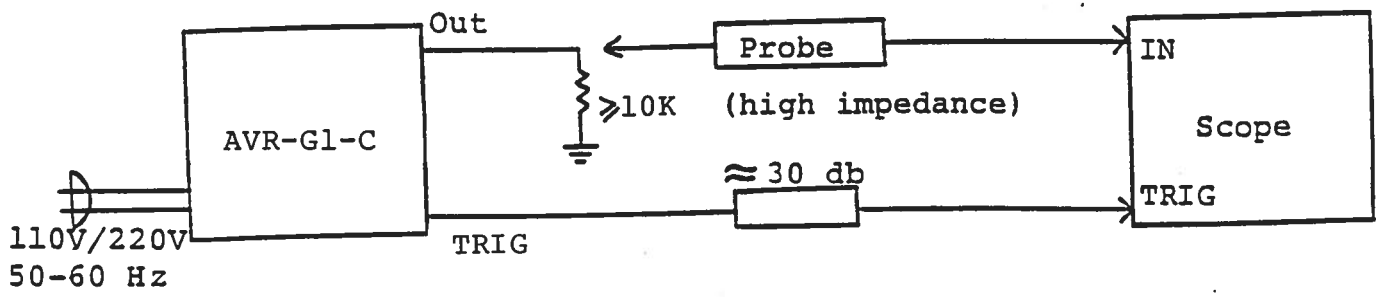 Out
Probe
IN
≥10K
(high impedance)
AVR-G1-C
Scope
≈ 30 db
TRIG
TRIG
110V/220V
50-60 Hz